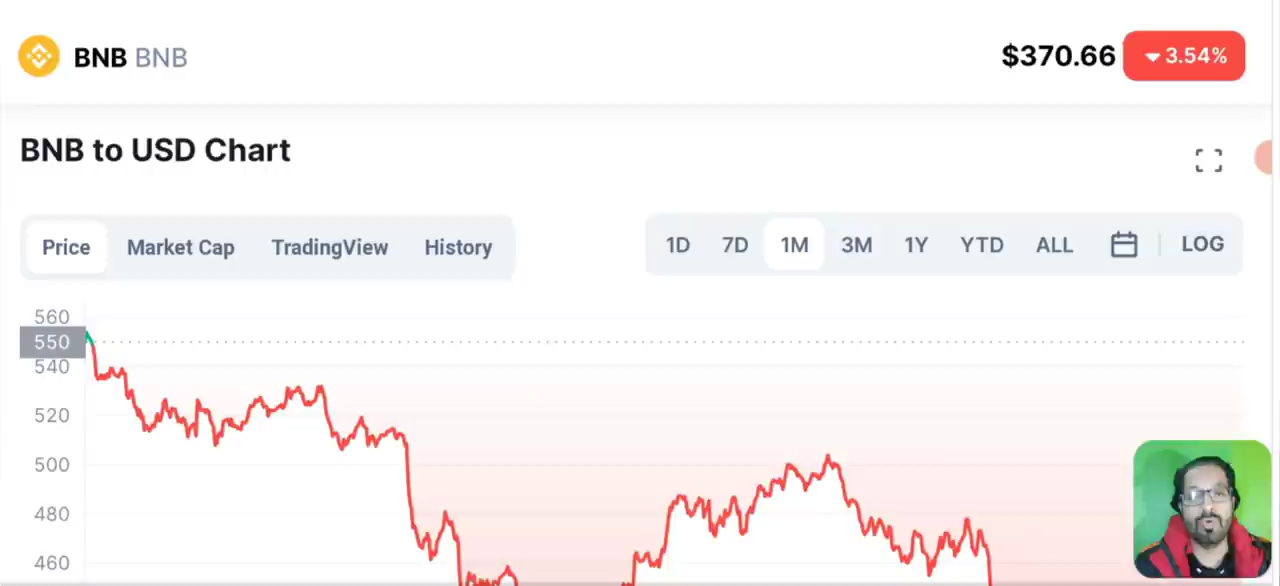 BNB BNB
$370.66 3.54%
BNB to USD Chart
Price Market Cap TradingView History
1D 7D 1M 3M 1Y YTD ALL LOG
560
550
540
520
500
480
460